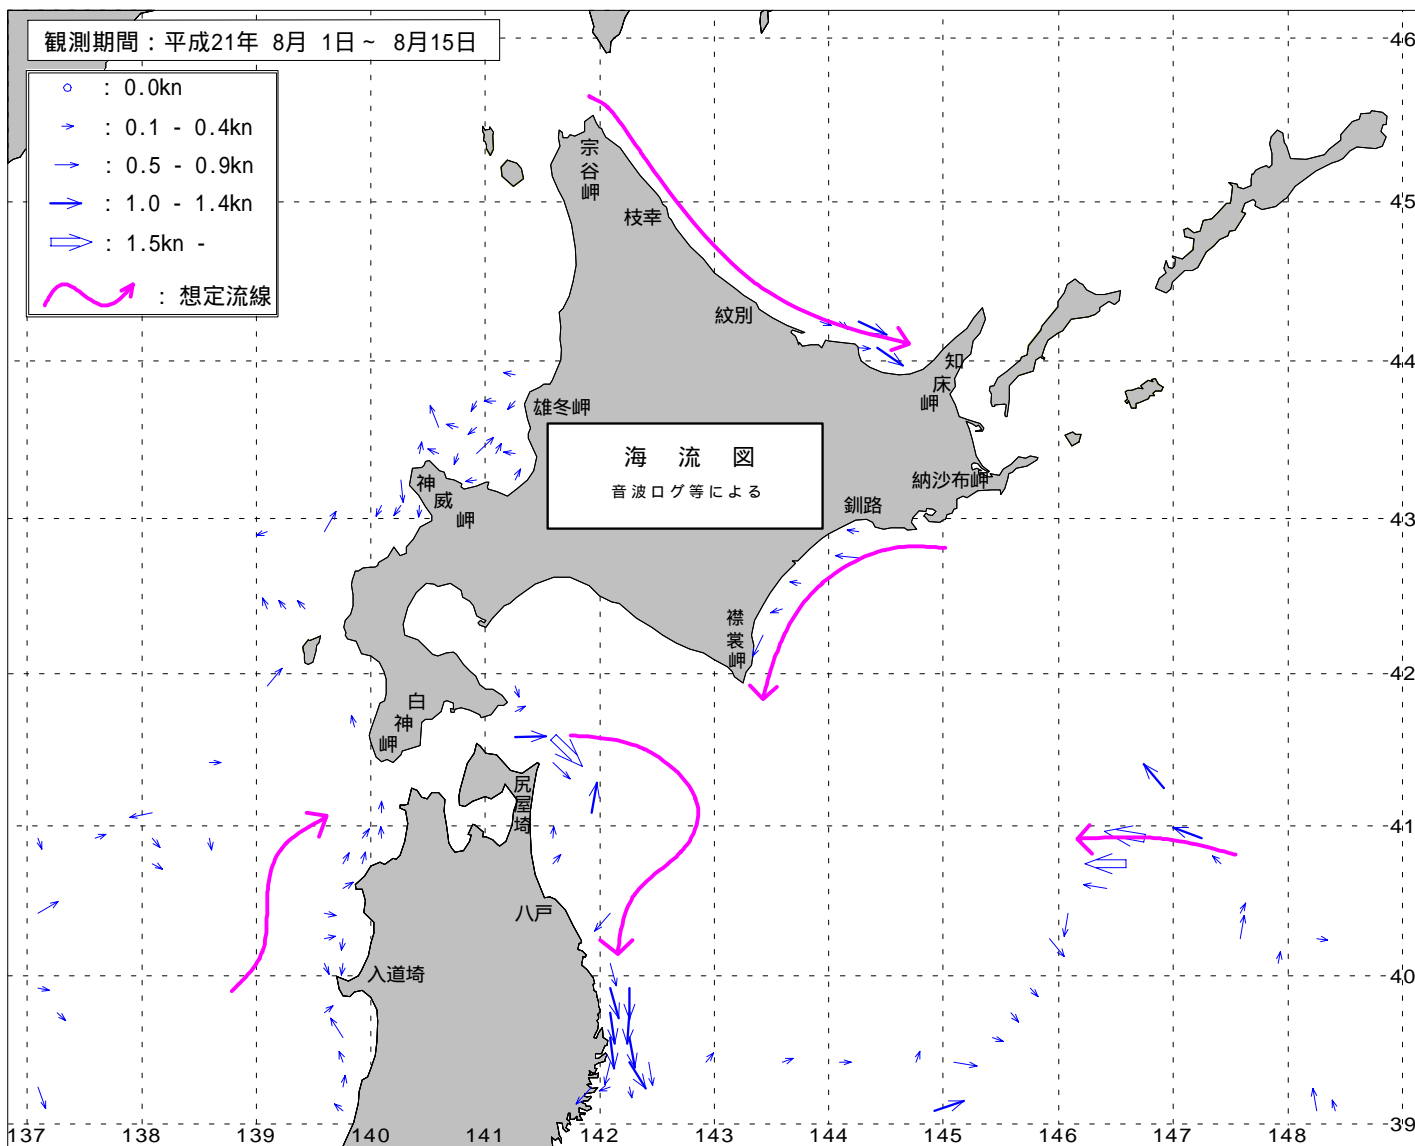 観測期間：平成21年 8月 1日～ 8月15日
：0.0kn
：0.1 - 0.4kn
：0.5 - 0.9kn
：1.0 - 1.4kn
：1.5kn -
：想定流線
宗谷岬
枝幸
紋別
知床岬
雄冬岬
海流図
音波ログ等による
納沙布岬
神威岬
釧路
襟裳岬
白神岬
尻屋埼
八戸
入道埼
46
45
44
43
42
41
40
39
137 138 139 140 141 142 143 144 145 146 147 148